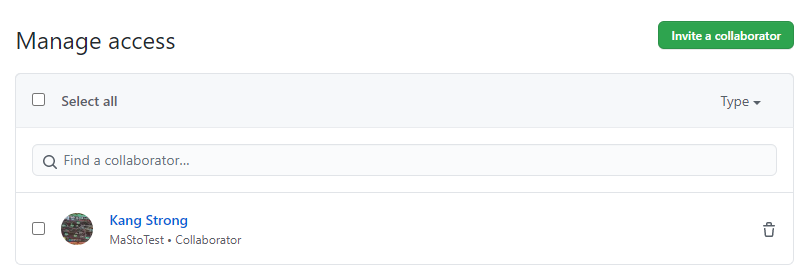 Manage access
Invite a collaborator
Select all
Type
Find a collaborator...
Kang Strong
MaStoTest • Collaborator